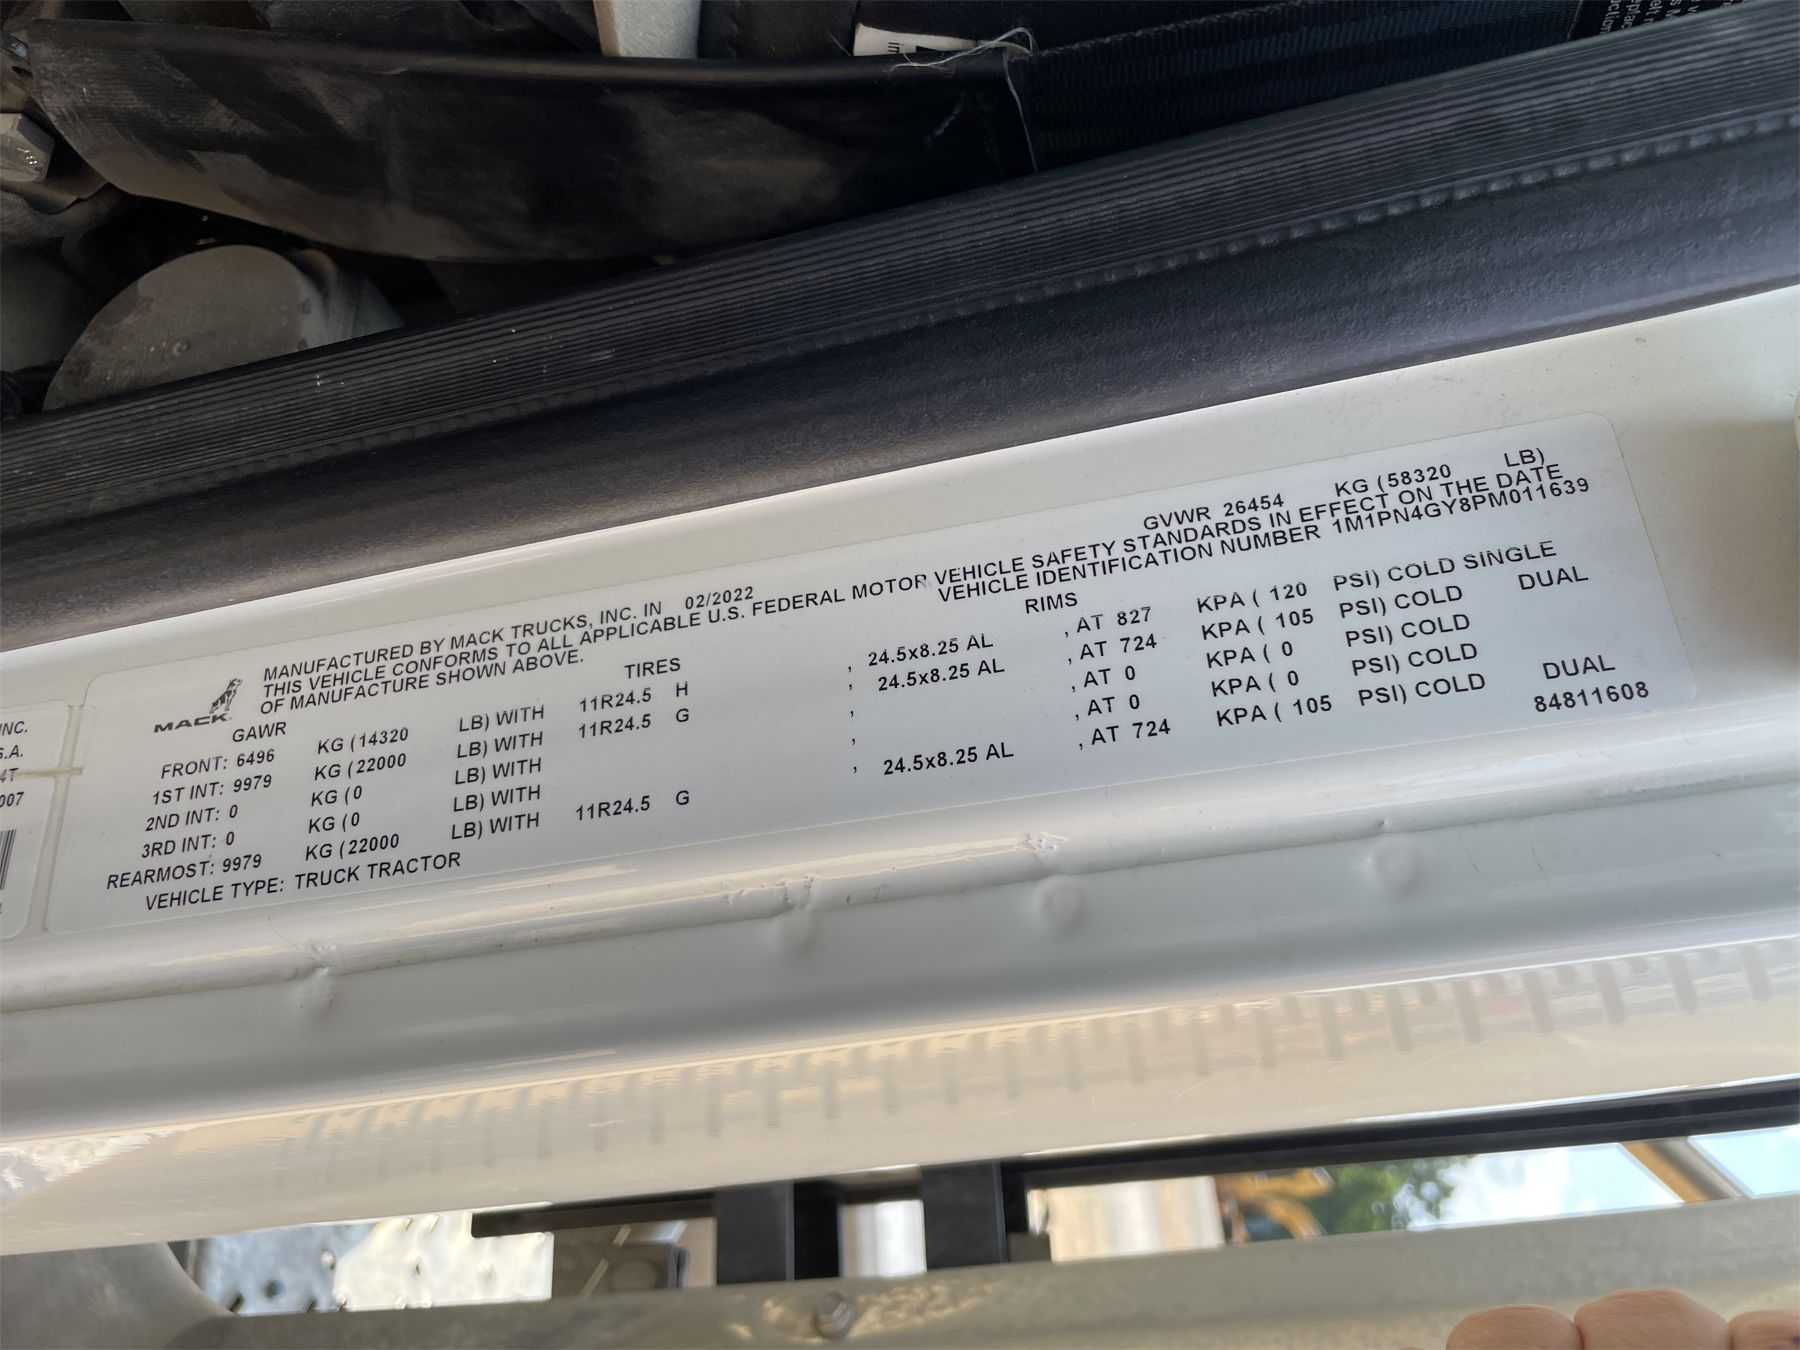 MANUFACTURED BY MACK TRUCKS, INC. IN 02/2022 GVWR 26454 KG (58320 LB)
THIS VEHICLE CONFORMS TO ALL APPLICABLE U.S. FEDERAL MOTOR VEHICLE SAFETY STANDARDS IN EFFECT ON THE DATE
OF MANUFACTURE SHOWN ABOVE. VEHICLE IDENTIFICATION NUMBER 1M1PN4GY8PM011639
MACK
GAWR TIRES RIMS
FRONT: 6496 KG (14320 LB) WITH 11R24.5 H , 24.5x8.25 AL , AT 827 KPA ( 120 PSI) COLD SINGLE
1ST INT: 9979 KG (22000 LB) WITH 11R24.5 G , 24.5x8.25 AL , AT 724 KPA ( 105 PSI) COLD DUAL
2ND INT: 0 KG (0 LB) WITH , , AT 0 KPA ( 0 PSI) COLD
3RD INT: 0 KG (0 LB) WITH , , AT 0 KPA ( 0 PSI) COLD
REARMOST: 9979 KG (22000 LB) WITH 11R24.5 G , 24.5x8.25 AL , AT 724 KPA ( 105 PSI) COLD DUAL
VEHICLE TYPE: TRUCK TRACTOR 84811608
INC.
S.A.
4T
007